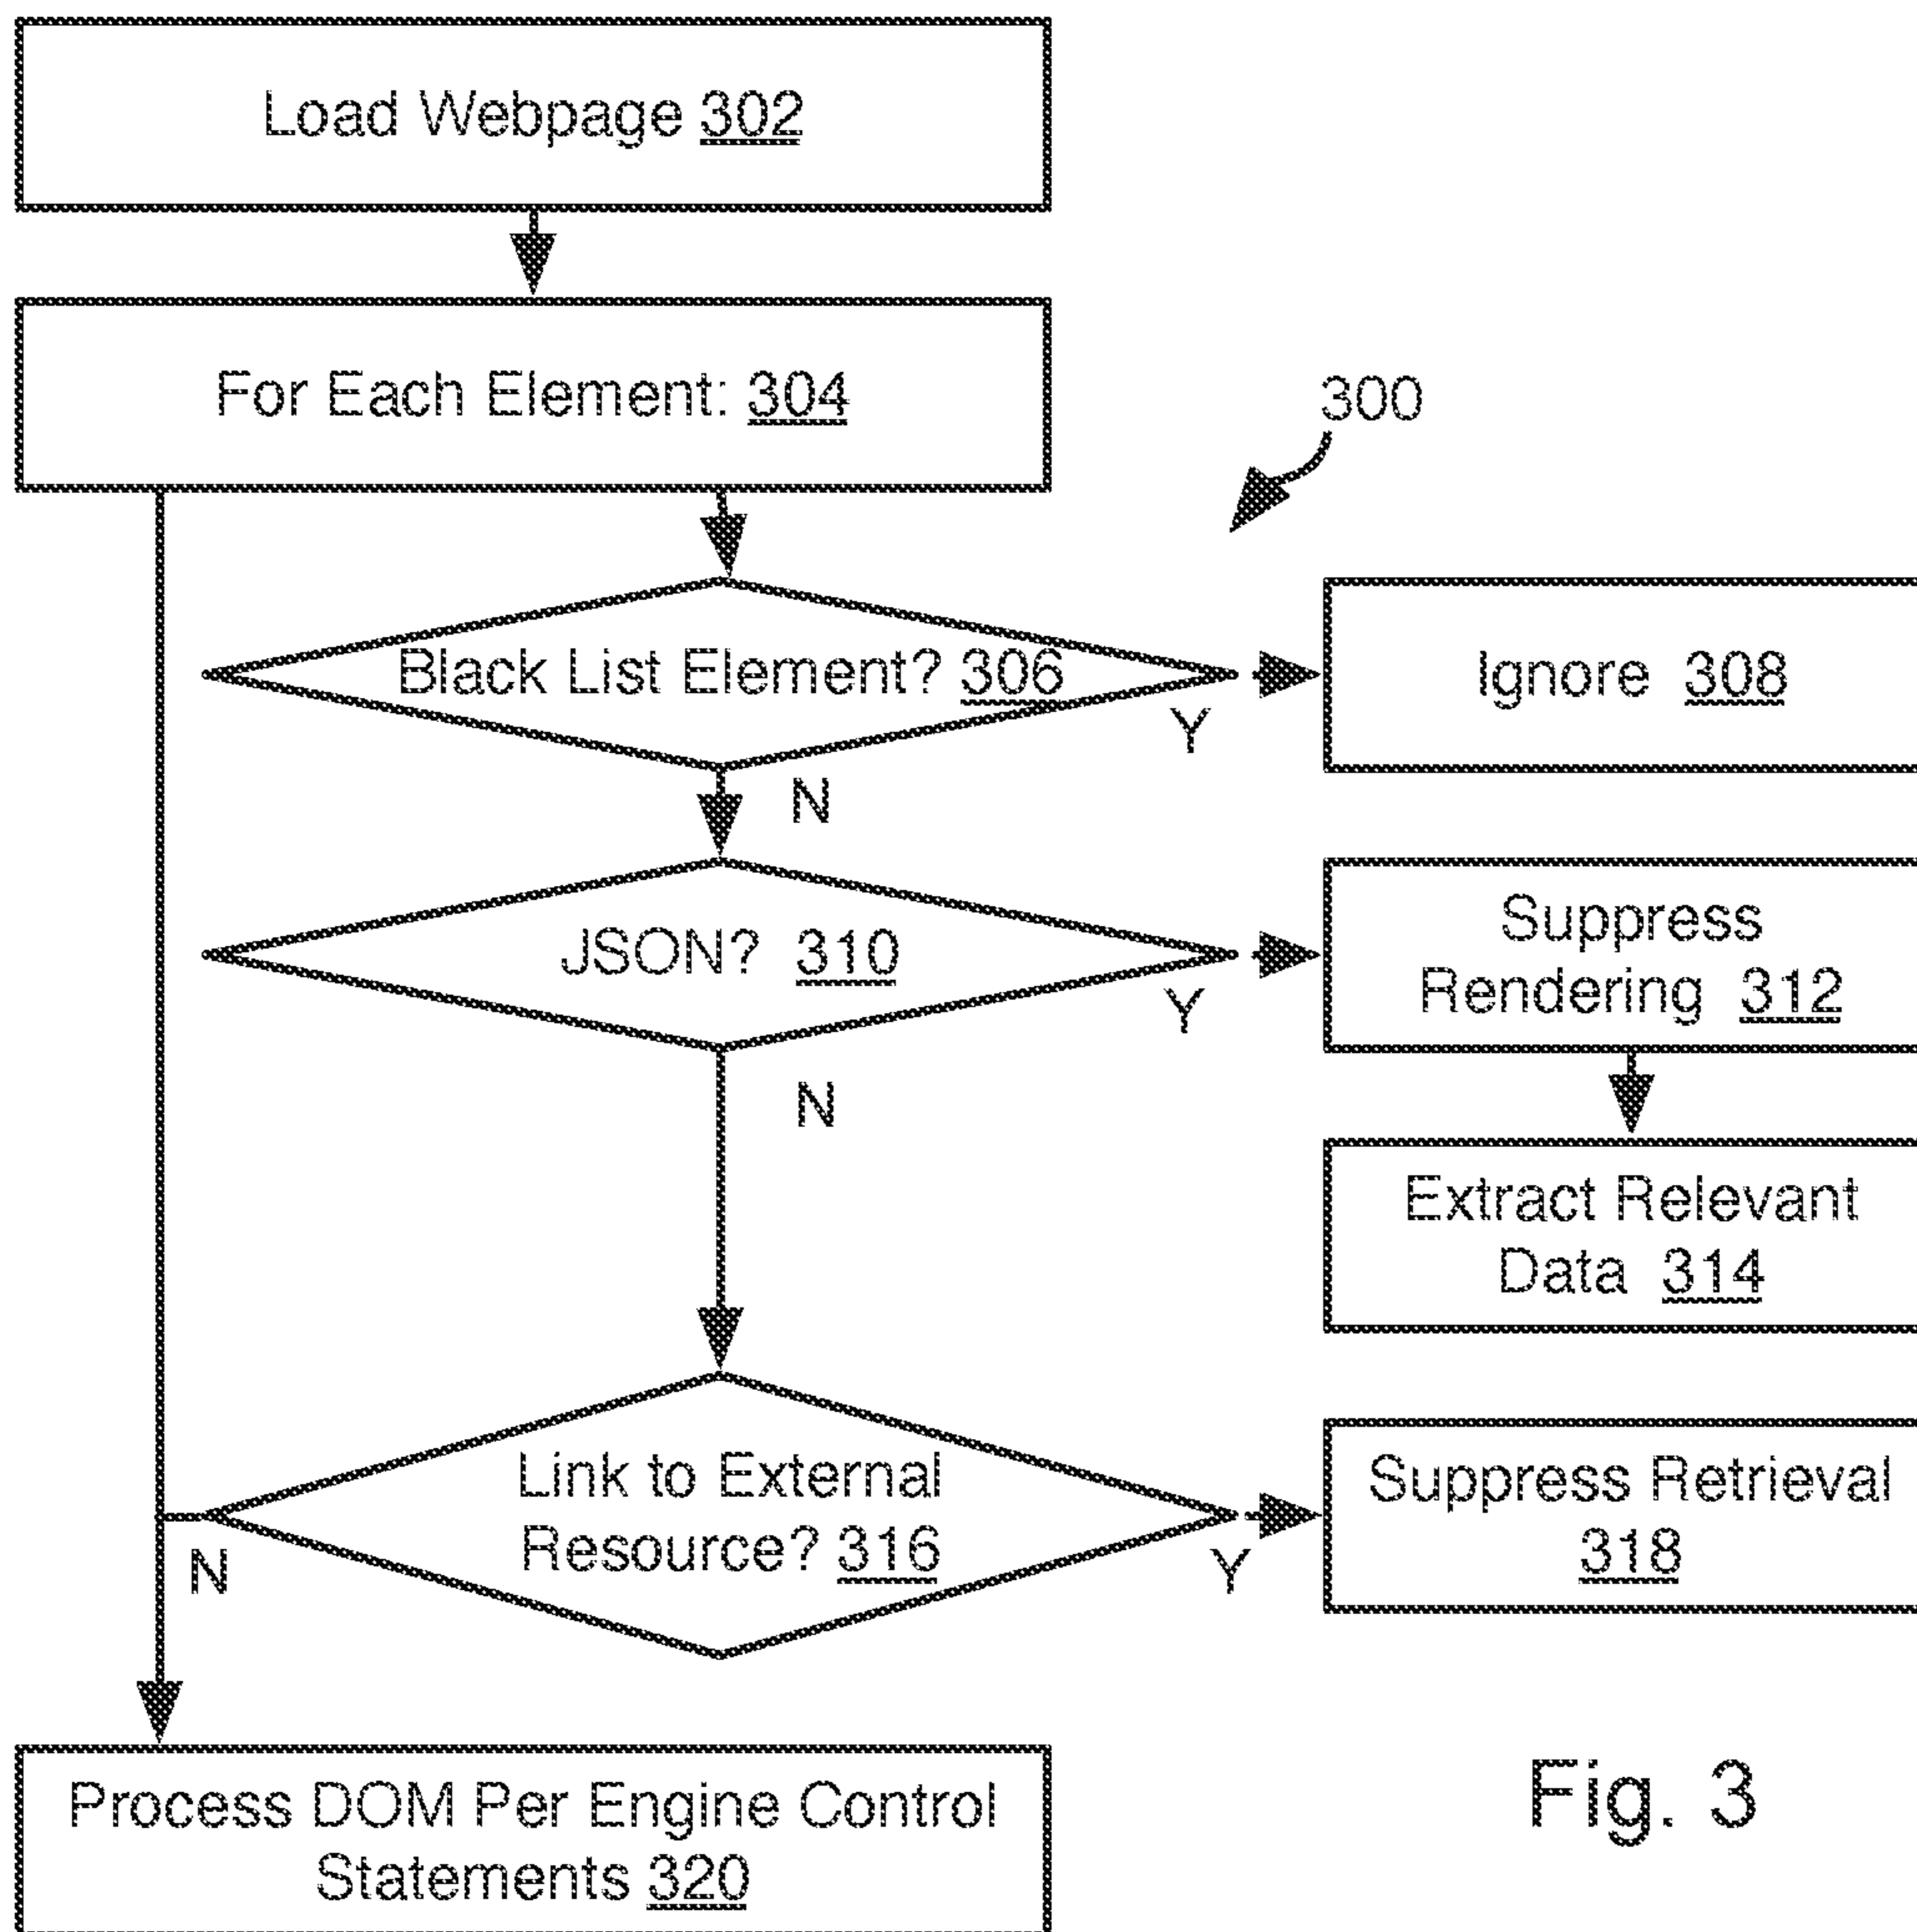 Load Webpage 302
For Each Element: 304
300
Black List Element? 306
Y
Ignore 308
N
JSON? 310
Y
Suppress
Rendering 312
N
Extract Relevant
Data 314
Link to External
Resource? 316
N
Y
Suppress Retrieval
318
Process DOM Per Engine Control
Statements 320
Fig. 3